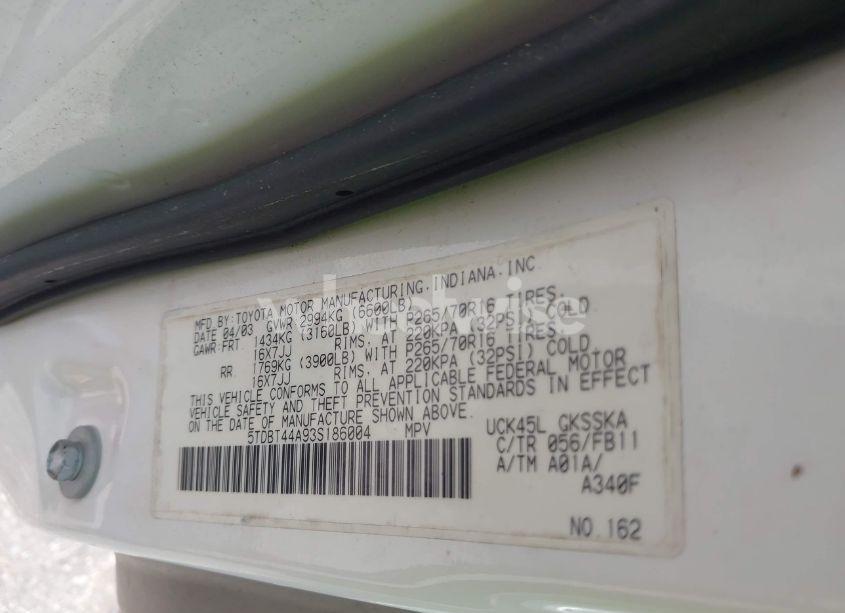 MFD BY:TOYOTA MOTOR MANUFACTURING.INDIANA.INC
DATE 04/03 GVWR 2994KG (6600LB)
GAWR:FRT 1434KG (3160LB) WITH P265/70R16 TIRES.
16X7JJ RIMS. AT 220KPA (32PSI) COLD
RR 1769KG (3900LB) WITH P265/70R16 TIRES.
16X7JJ RIMS. AT 220KPA (32PSI) COLD
THIS VEHICLE CONFORMS TO ALL APPLICABLE FEDERAL MOTOR
VEHICLE SAFETY AND THEFT PREVENTION STANDARDS IN EFFECT
ON THE DATE OF MANUFACTURE SHOWN ABOVE.
5TDBT44A93S186004 MPV
UCK45L GKSSKA
C/TR 056/FB11
A/TM A01A/
A340F
NO.162